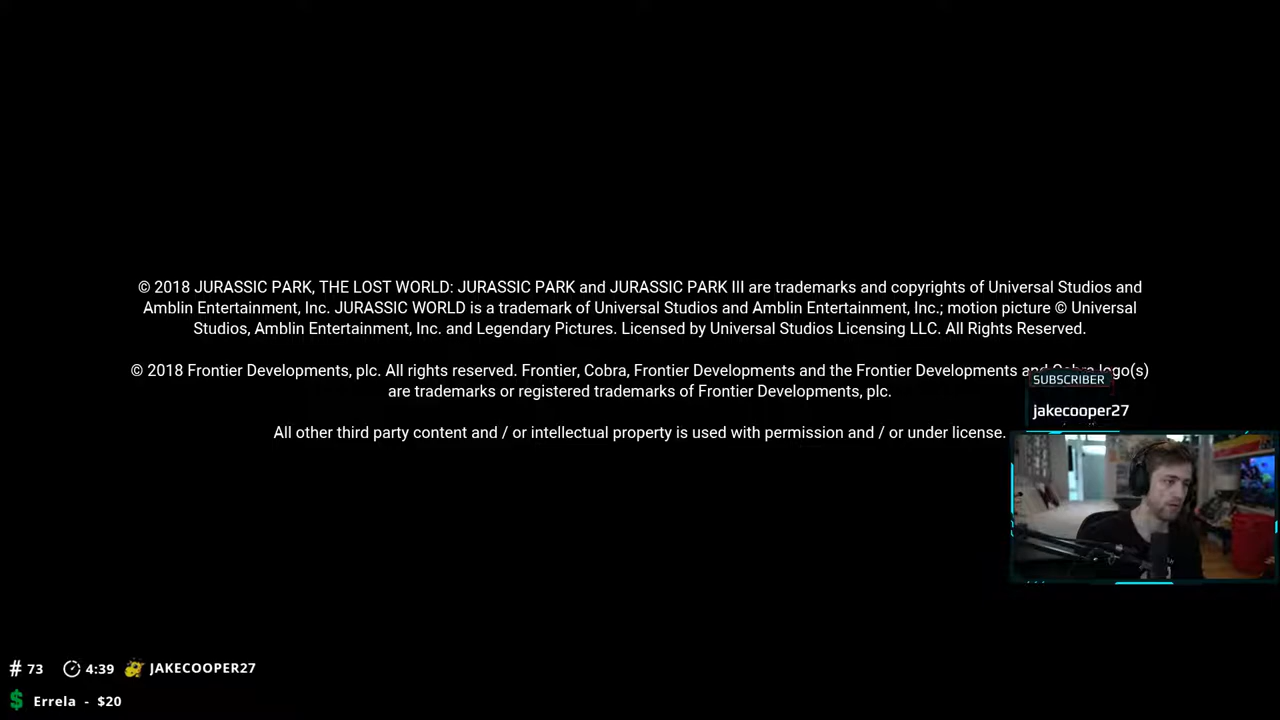 © 2018 JURASSIC PARK, THE LOST WORLD: JURASSIC PARK and JURASSIC PARK III are trademarks and copyrights of Universal Studios and
Amblin Entertainment, Inc. JURASSIC WORLD is a trademark of Universal Studios and Amblin Entertainment, Inc.; motion picture © Universal
Studios, Amblin Entertainment, Inc. and Legendary Pictures. Licensed by Universal Studios Licensing LLC. All Rights Reserved.
© 2018 Frontier Developments, plc. All rights reserved. Frontier, Cobra, Frontier Developments and the Frontier Developments and Cobra logo(s)
are trademarks or registered trademarks of Frontier Developments, plc.
SUBSCRIBER
jakecooper27
All other third party content and / or intellectual property is used with permission and / or under license.
# 73 4:39 JAKECOOPER27
$ Errela - $20